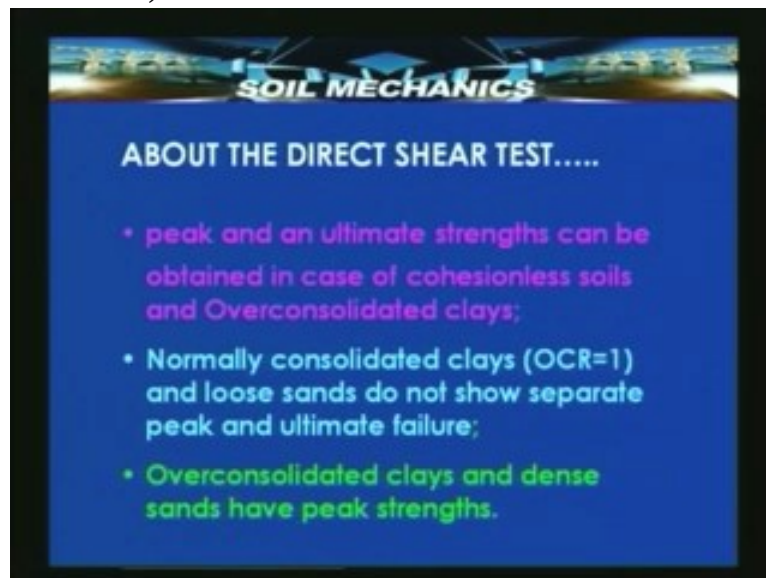 SOIL MECHANICS
ABOUT THE DIRECT SHEAR TEST.....
• peak and an ultimate strengths can be
obtained in case of cohesionless soils
and Overconsolidated clays;
• Normally consolidated clays (OCR=1)
and loose sands do not show separate
peak and ultimate failure;
• Overconsolidated clays and dense
sands have peak strengths.